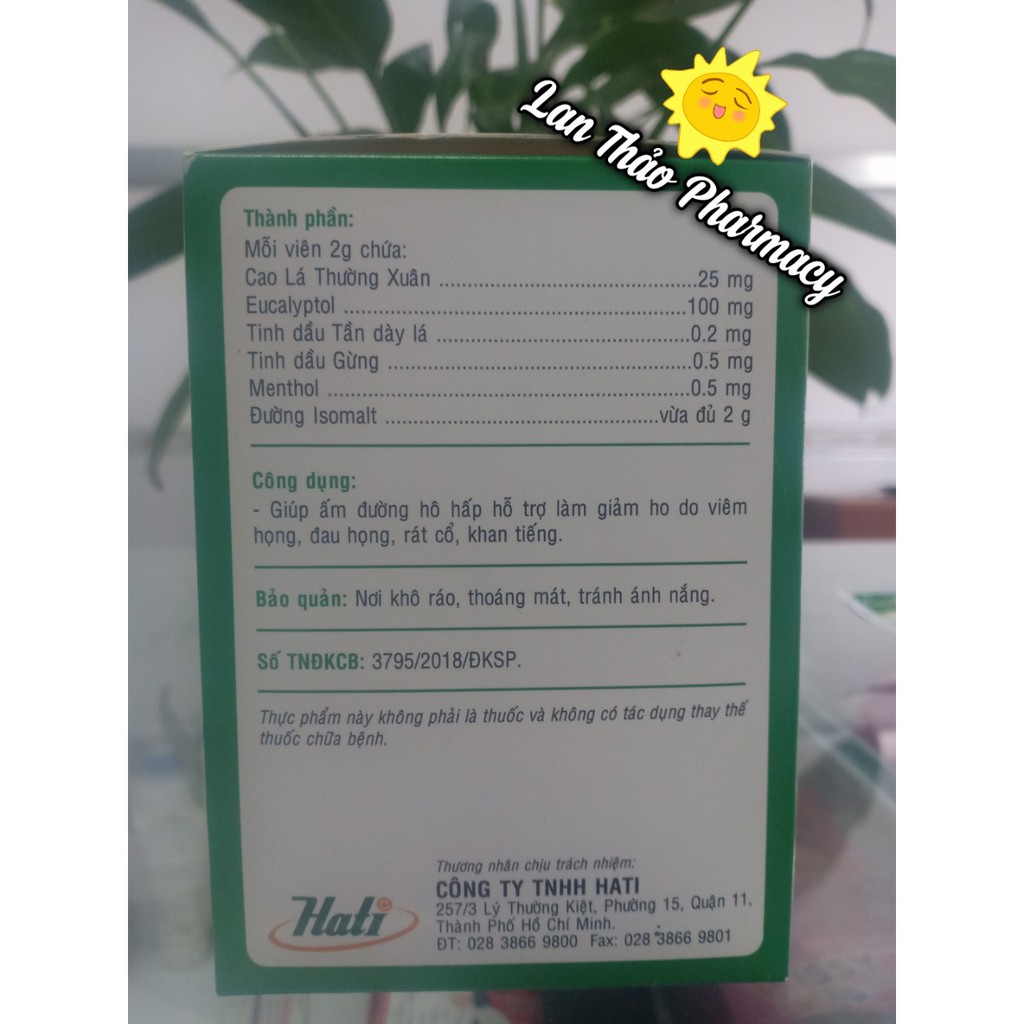 Lan Thảo Pharmacy
Thành phần:
Mỗi viên 2g chứa:
Cao Lá Thường Xuân ..........................................25 mg
Eucalyptol ........................................................100 mg
Tinh dầu Tần dày lá ..........................................0.2 mg
Tinh dầu Gừng ..................................................0.5 mg
Menthol .............................................................0.5 mg
Đường Isomalt .............................................vừa đủ 2 g
Công dụng:
- Giúp ấm đường hô hấp hỗ trợ làm giảm ho do viêm
họng, đau họng, rát cổ, khan tiếng.
Bảo quản: Nơi khô ráo, thoáng mát, tránh ánh nắng.
Số TNĐKCB: 3795/2018/ĐKSP.
Thực phẩm này không phải là thuốc và không có tác dụng thay thế
thuốc chữa bệnh.
Thương nhân chịu trách nhiệm:
CÔNG TY TNHH HATI
257/3 Lý Thường Kiệt, Phường 15, Quận 11,
Thành Phố Hồ Chí Minh.
ĐT: 028 3866 9800 Fax: 028 3866 9801
Hati